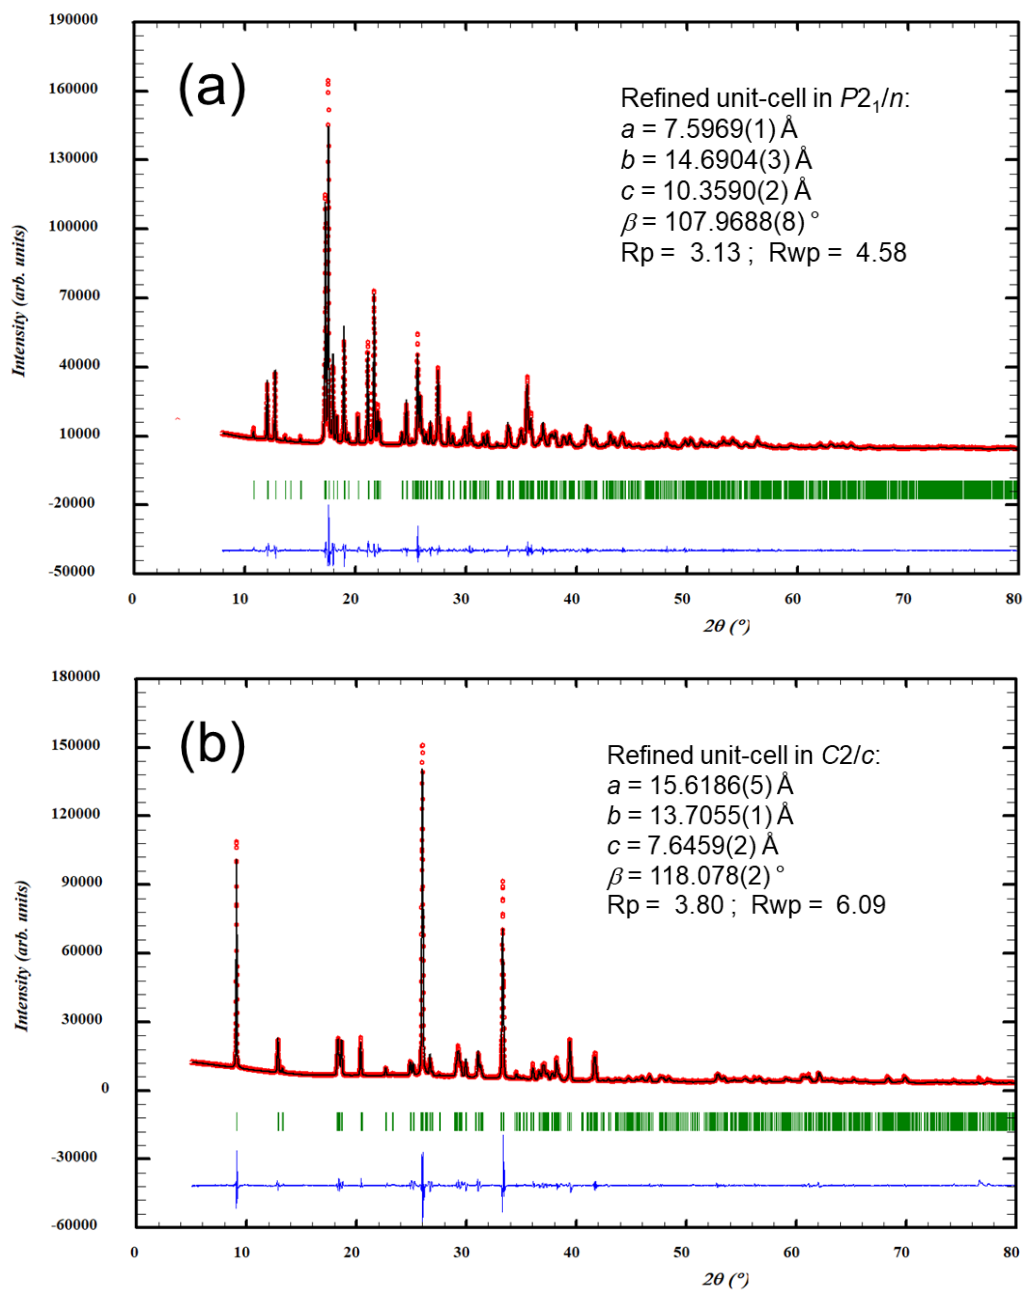 190000
160000
130000
100000
70000
40000
10000
-20000
-50000
Intensity (arb. units)
(a)
Refined unit-cell in P2₁/n:
a = 7.5969(1) Å
b = 14.6904(3) Å
c = 10.3590(2) Å
β = 107.9688(8) °
Rp = 3.13 ; Rwp = 4.58
0 10 20 30 40 50 60 70 80
2θ (°)
180000
150000
120000
90000
60000
30000
0
-30000
-60000
Intensity (arb. units)
(b)
Refined unit-cell in C2/c:
a = 15.6186(5) Å
b = 13.7055(1) Å
c = 7.6459(2) Å
β = 118.078(2) °
Rp = 3.80 ; Rwp = 6.09
0 10 20 30 40 50 60 70 80
2θ (°)